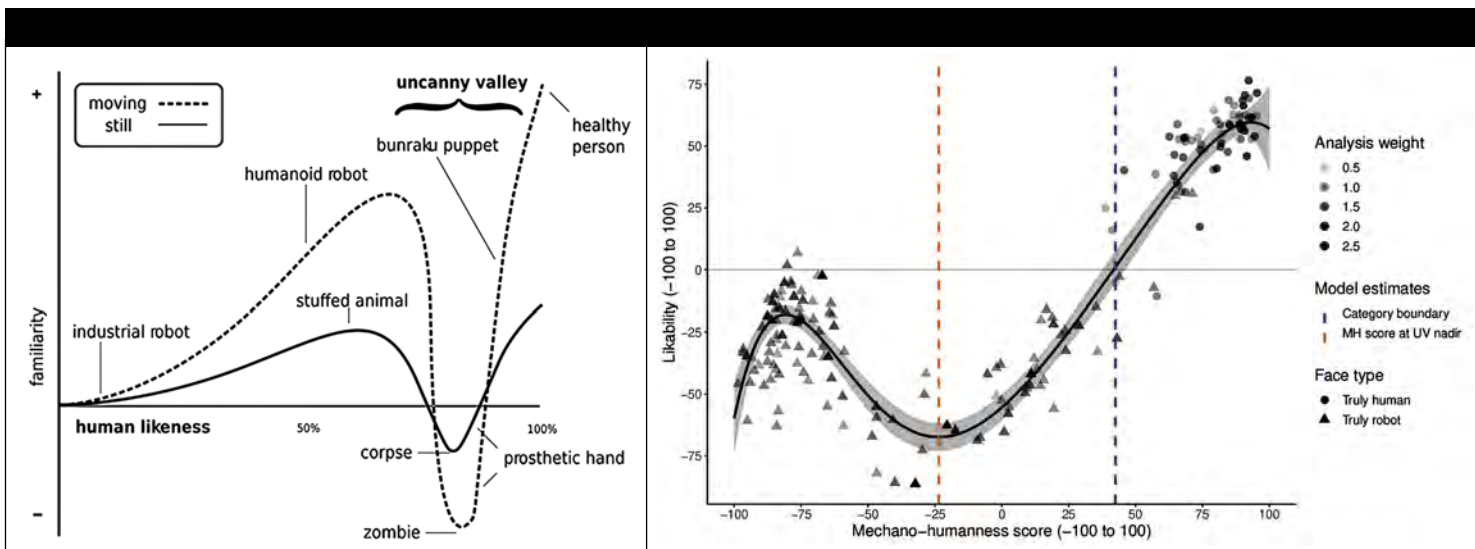 +
moving
still
uncanny valley
bunraku puppet
healthy
person
humanoid robot
stuffed animal
industrial robot
familiarity
human likeness
50%
100%
corpse
prosthetic hand
zombie
–
75
50
25
0
−25
−50
−75
Likability (−100 to 100)
−100
−75
−50
−25
0
25
50
75
100
Mechano−humanness score (−100 to 100)
Analysis weight
0.5
1.0
1.5
2.0
2.5
Model estimates
Category boundary
MH score at UV nadir
Face type
Truly human
Truly robot